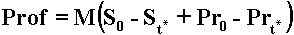 Prof = M(S₀ - Sₜ* + Pr₀ - Prₜ*)